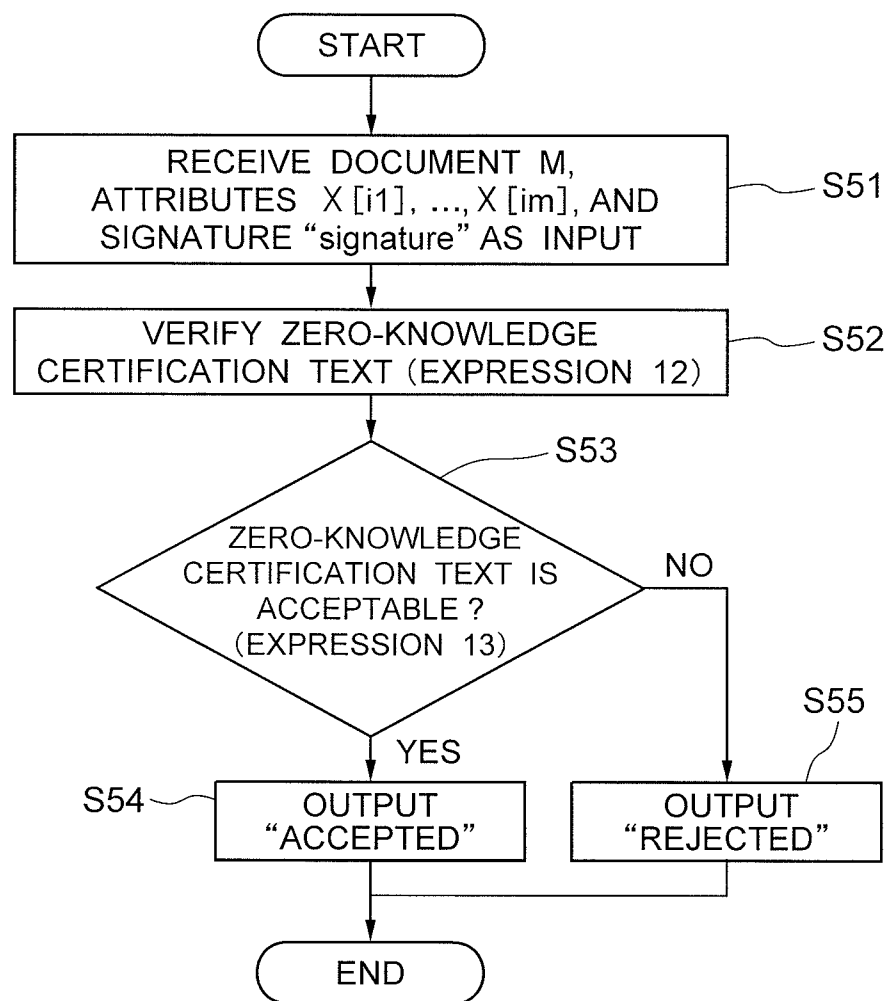 START
RECEIVE DOCUMENT M,
ATTRIBUTES X[i1], ..., X[im], AND
SIGNATURE “signature” AS INPUT
S51
VERIFY ZERO-KNOWLEDGE
CERTIFICATION TEXT (EXPRESSION 12)
S52
S53
ZERO-KNOWLEDGE
CERTIFICATION TEXT IS
ACCEPTABLE?
(EXPRESSION 13)
NO
YES
S54
OUTPUT
“ACCEPTED”
S55
OUTPUT
“REJECTED”
END